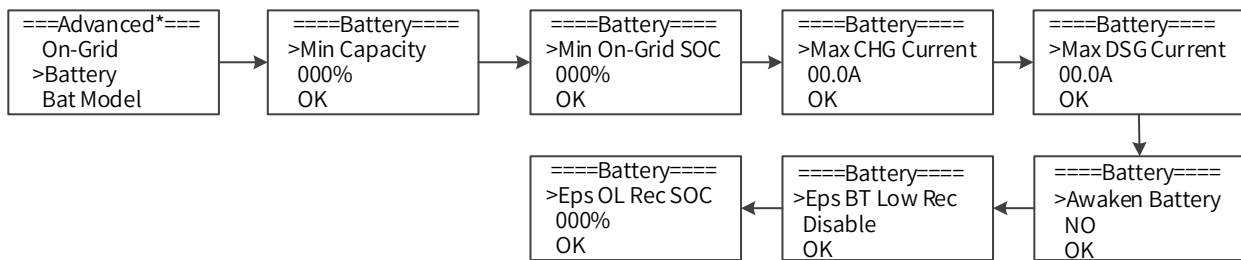 ===Advanced*===
On-Grid
>Battery
Bat Model
====Battery====
>Min Capacity
000%
OK
====Battery====
>Min On-Grid SOC
000%
OK
====Battery====
>Max CHG Current
00.0A
OK
====Battery====
>Max DSG Current
00.0A
OK
====Battery====
>Awaken Battery
NO
OK
====Battery====
>Eps BT Low Rec
Disable
OK
====Battery====
>Eps OL Rec SOC
000%
OK